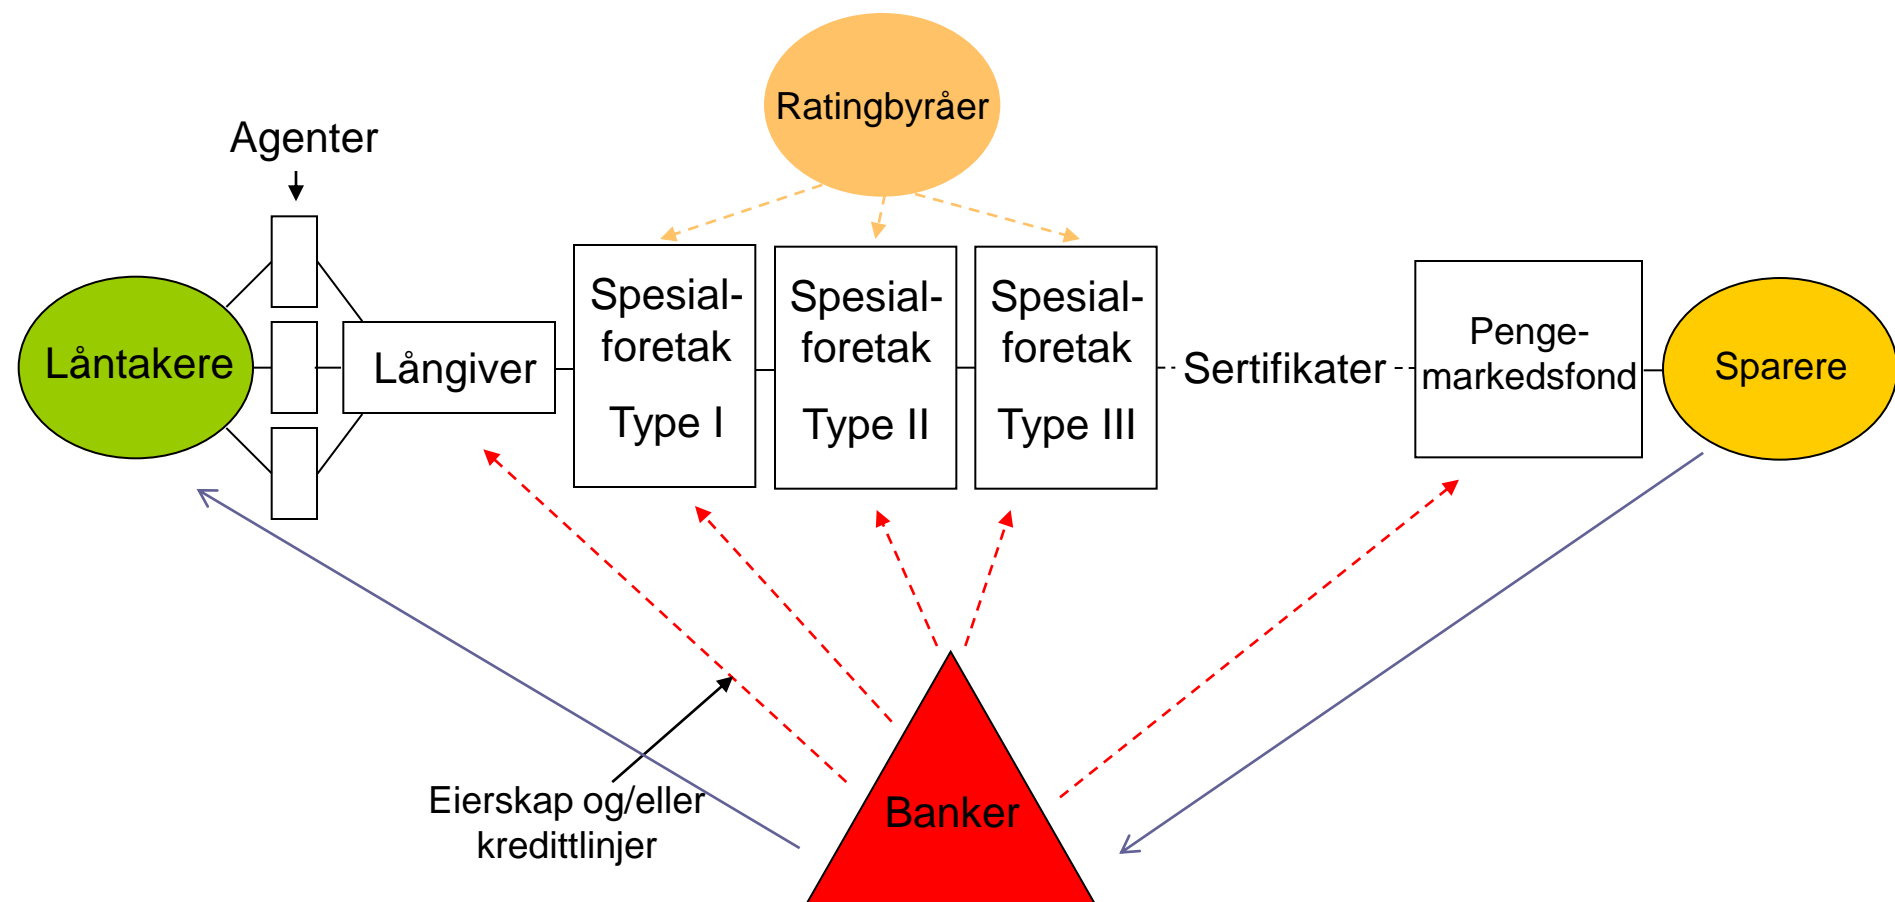 Ratingbyråer
Agenter
Låntakere
Långiver
Spesial-
foretak
Type I
Spesial-
foretak
Type II
Spesial-
foretak
Type III
Sertifikater
Penge-
markedsfond
Sparere
Eierskap og/eller
kredittlinjer
Banker